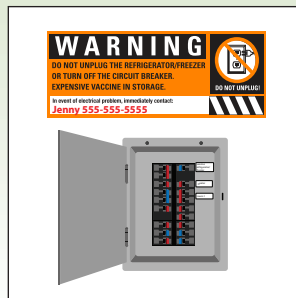 WARNING
DO NOT UNPLUG THE REFRIGERATOR/FREEZER
OR TURN OFF THE CIRCUIT BREAKER.
EXPENSIVE VACCINE IN STORAGE.
In event of electrical problem, immediately contact:
Jenny 555-555-5555
DO NOT UNPLUG!